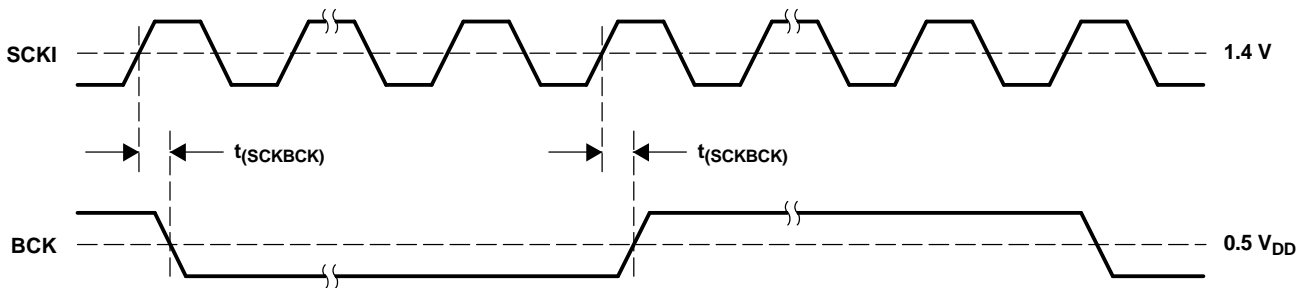 SCKI
1.4 V
t(SCKBCK)
t(SCKBCK)
BCK
0.5 VDD